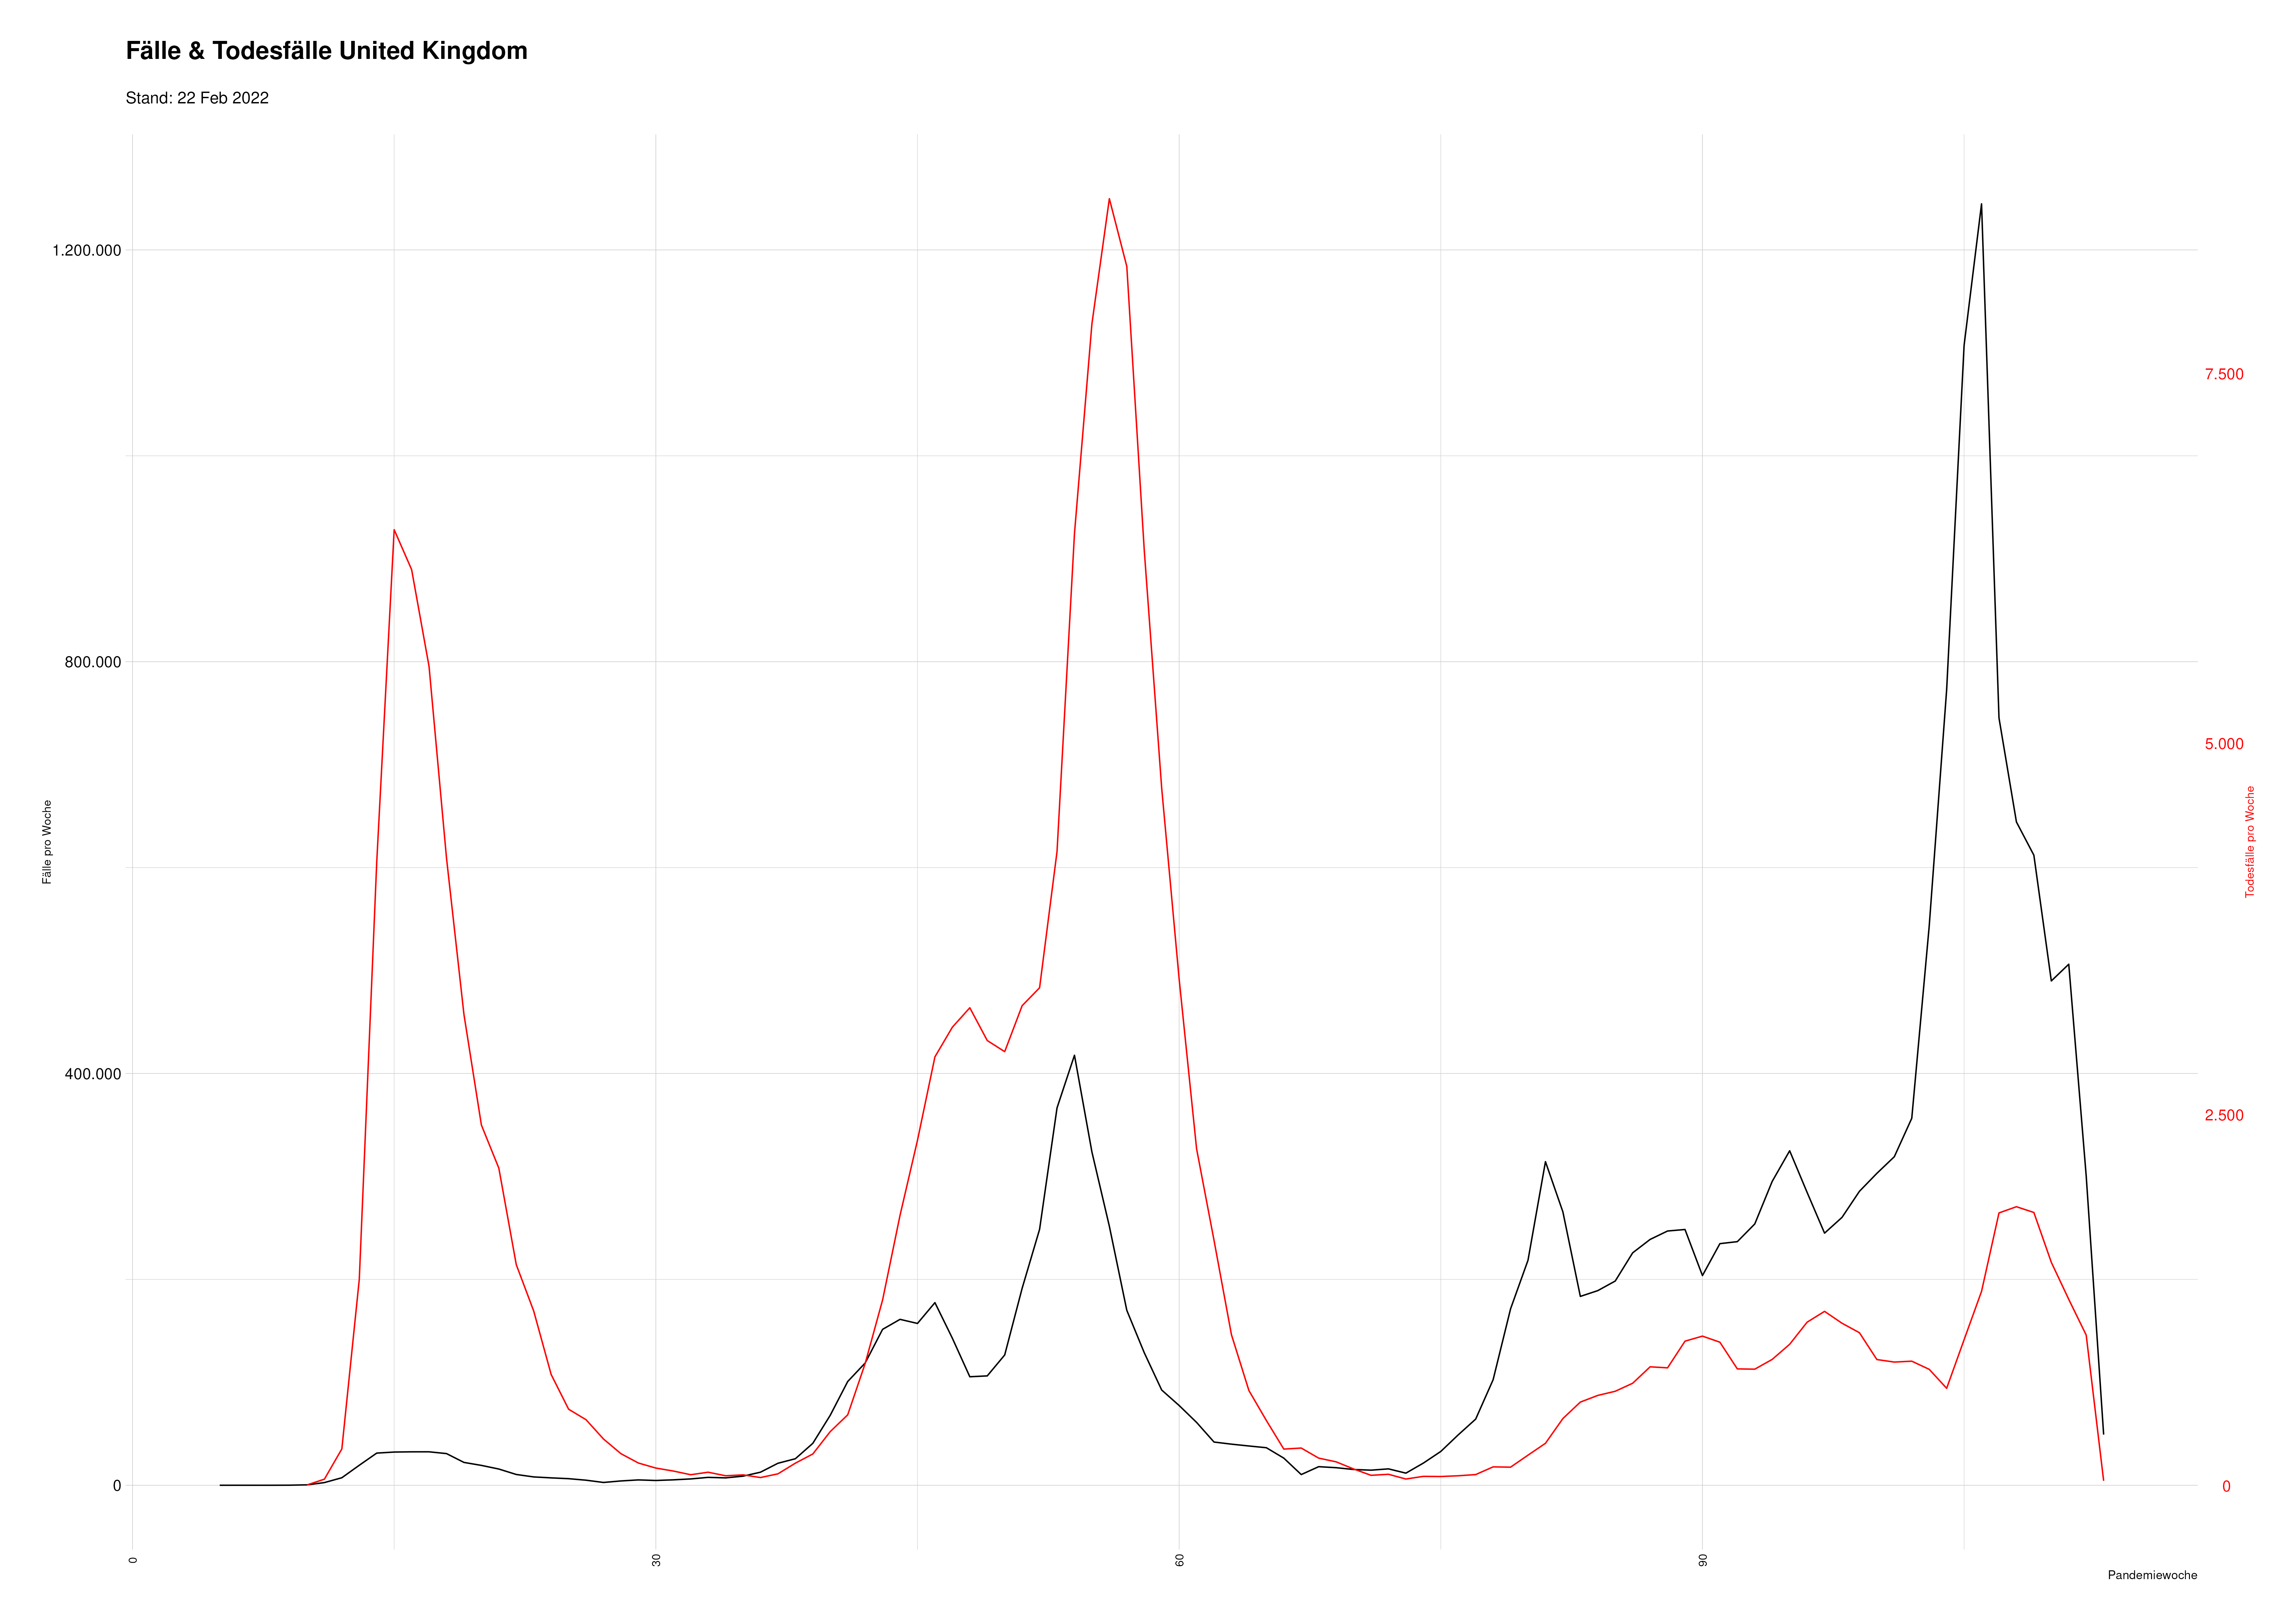 Fälle & Todesfälle United Kingdom
Stand: 22 Feb 2022
1.200.000
800.000
400.000
0
Fälle pro Woche
7.500
5.000
2.500
0
Todesfälle pro Woche
0
30
60
90
Pandemiewoche